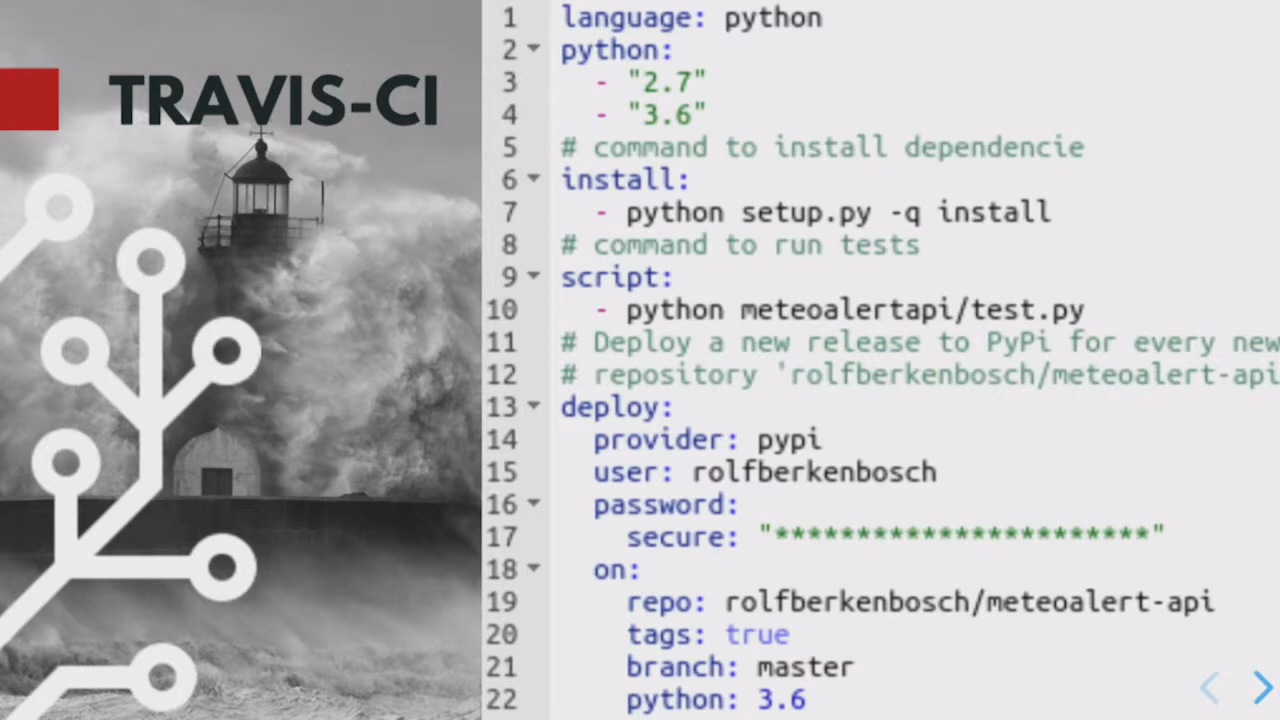 TRAVIS-CI
1 language: python
2 python:
3 - "2.7"
4 - "3.6"
5 # command to install dependencie
6 install:
7 - python setup.py -q install
8 # command to run tests
9 script:
10 - python meteoalertapi/test.py
11 # Deploy a new release to PyPi for every new
12 # repository 'rolfberkenbosch/meteoalert-api
13 deploy:
14 provider: pypi
15 user: rolfberkenbosch
16 password:
17 secure: "***********************"
18 on:
19 repo: rolfberkenbosch/meteoalert-api
20 tags: true
21 branch: master
22 python: 3.6